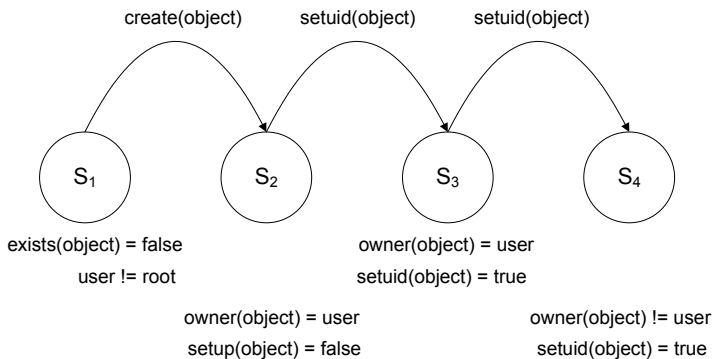 create(object) setuid(object) setuid(object)
S1 S2 S3 S4
exists(object) = false owner(object) = user
user != root setuid(object) = true
owner(object) = user owner(object) != user
setup(object) = false setuid(object) = true